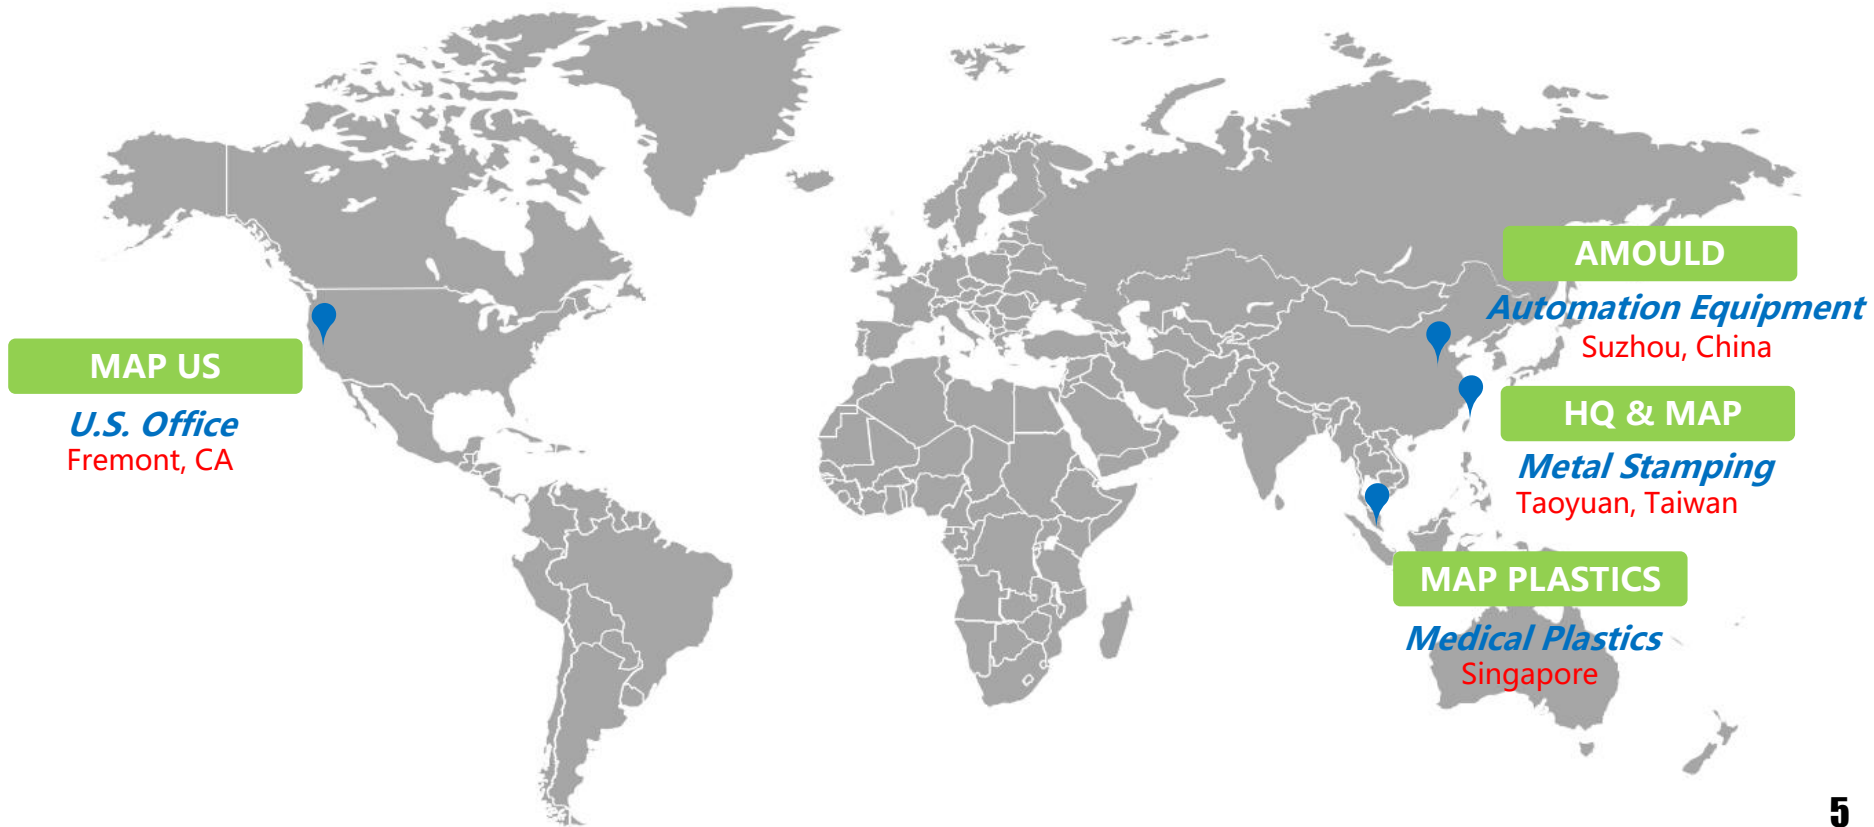 MAP US
U.S. Office
Fremont, CA
AMOULD
Automation Equipment
Suzhou, China
HQ & MAP
Metal Stamping
Taoyuan, Taiwan
MAP PLASTICS
Medical Plastics
Singapore
5